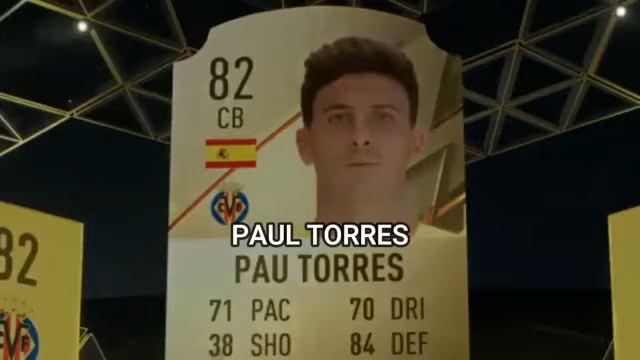 82
CB
PAUL TORRES
PAU TORRES
71 PAC 70 DRI
38 SHO 84 DEF
82